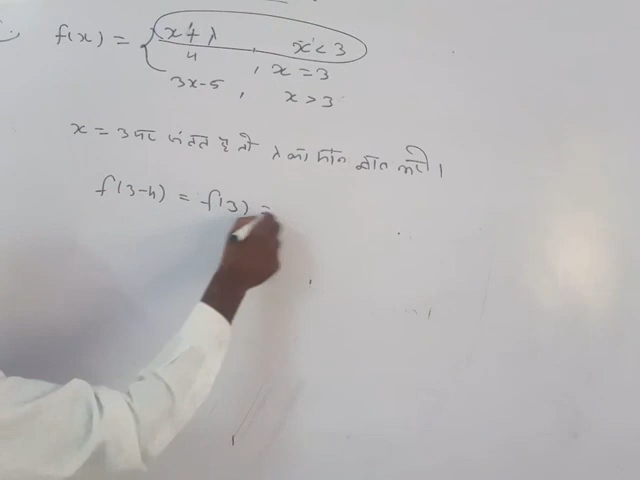 f(x) = { x + λ , x < 3
4 , x = 3
3x-5 , x > 3
x = 3 पर संतत है तो λ का मान ज्ञात करो।
f(3-h) = f(3) =